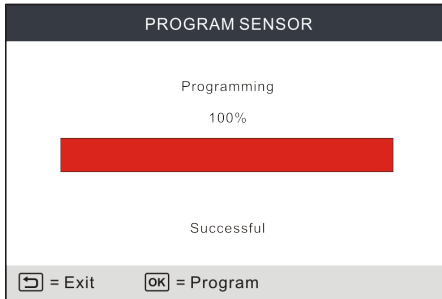 PROGRAM SENSOR
Programming
100%
Successful
= Exit OK = Program